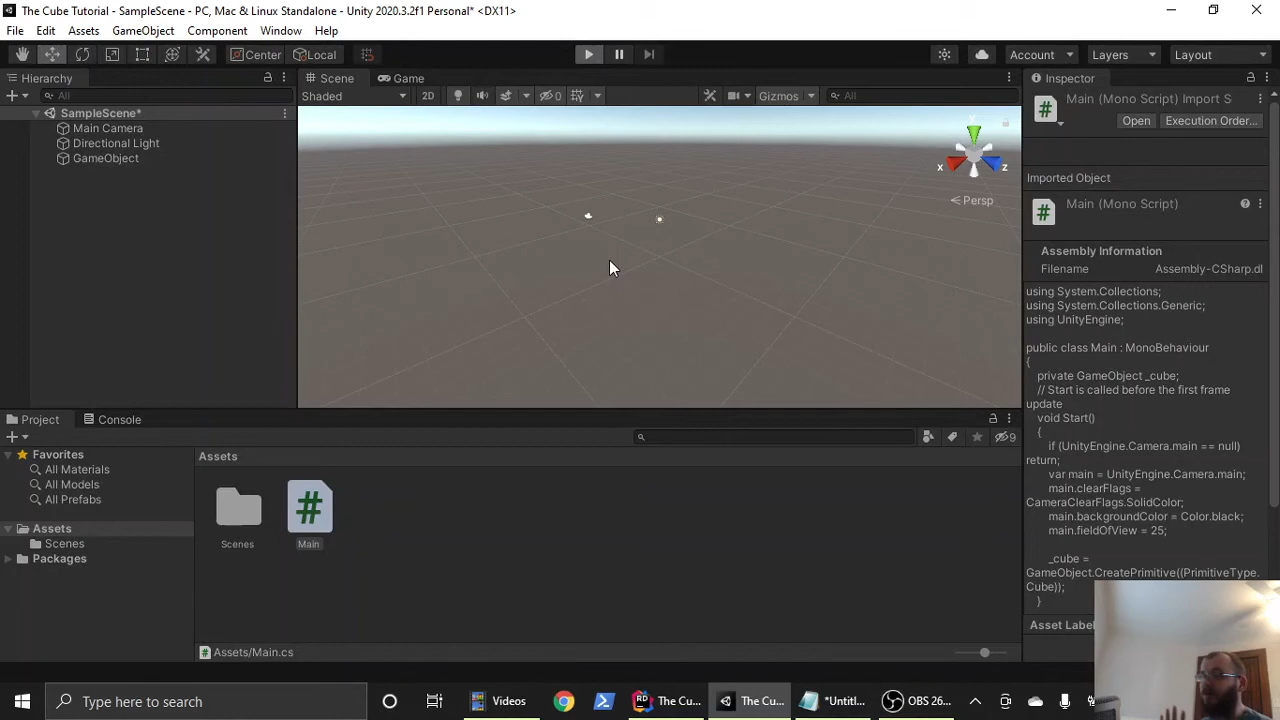 The Cube Tutorial - SampleScene - PC, Mac & Linux Standalone - Unity 2020.3.2f1 Personal* <DX11>
File Edit Assets GameObject Component Window Help
Center Local Account Layers Layout
Hierarchy
All
SampleScene*
Main Camera
Directional Light
GameObject
Scene Game
Shaded 2D 0 Gizmos All
y
x z
Persp
Inspector
Main (Mono Script) Import S
Open Execution Order...
Imported Object
Main (Mono Script)
Assembly Information
Filename Assembly-CSharp.dl
using System.Collections;
using System.Collections.Generic;
using UnityEngine;
public class Main : MonoBehaviour
{
private GameObject _cube;
// Start is called before the first frame
update
void Start()
{
if (UnityEngine.Camera.main == null)
return;
var main = UnityEngine.Camera.main;
main.clearFlags =
CameraClearFlags.SolidColor;
main.backgroundColor = Color.black;
main.fieldOfView = 25;
_cube =
GameObject.CreatePrimitive((PrimitiveType.
Cube));
}
Asset Labe
Project Console
9
Favorites
All Materials
All Models
All Prefabs
Assets
Scenes
Packages
Assets
Scenes
Main
Assets/Main.cs
Type here to search
Videos
The Cu...
The Cu...
*Untitl...
OBS 26...